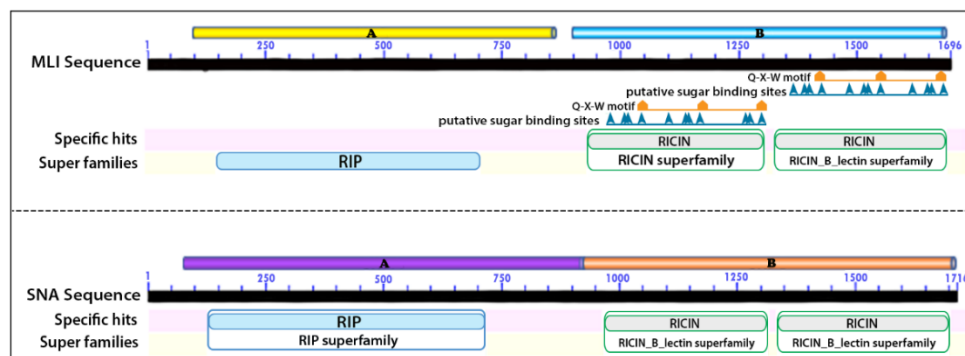 A B
1 250 500 750 1000 1250 1500 1696
MLI Sequence
Q-X-W motif
putative sugar binding sites
Q-X-W motif
putative sugar binding sites
Specific hits RICIN RICIN
Super families RIP RICIN superfamily RICIN_B_lectin superfamily
A B
1 250 500 750 1000 1250 1500
SNA Sequence
Specific hits RIP RICIN RICIN
Super families RIP superfamily RICIN_B_lectin superfamily RICIN_B_lectin superfamily